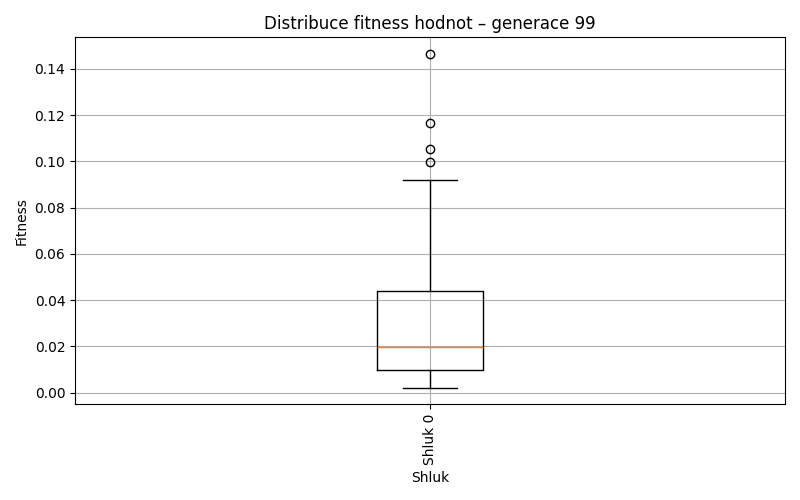 Distribuce fitness hodnot – generace 99
0.14
0.12
0.10
0.08
0.06
0.04
0.02
0.00
Fitness
Shluk 0
Shluk